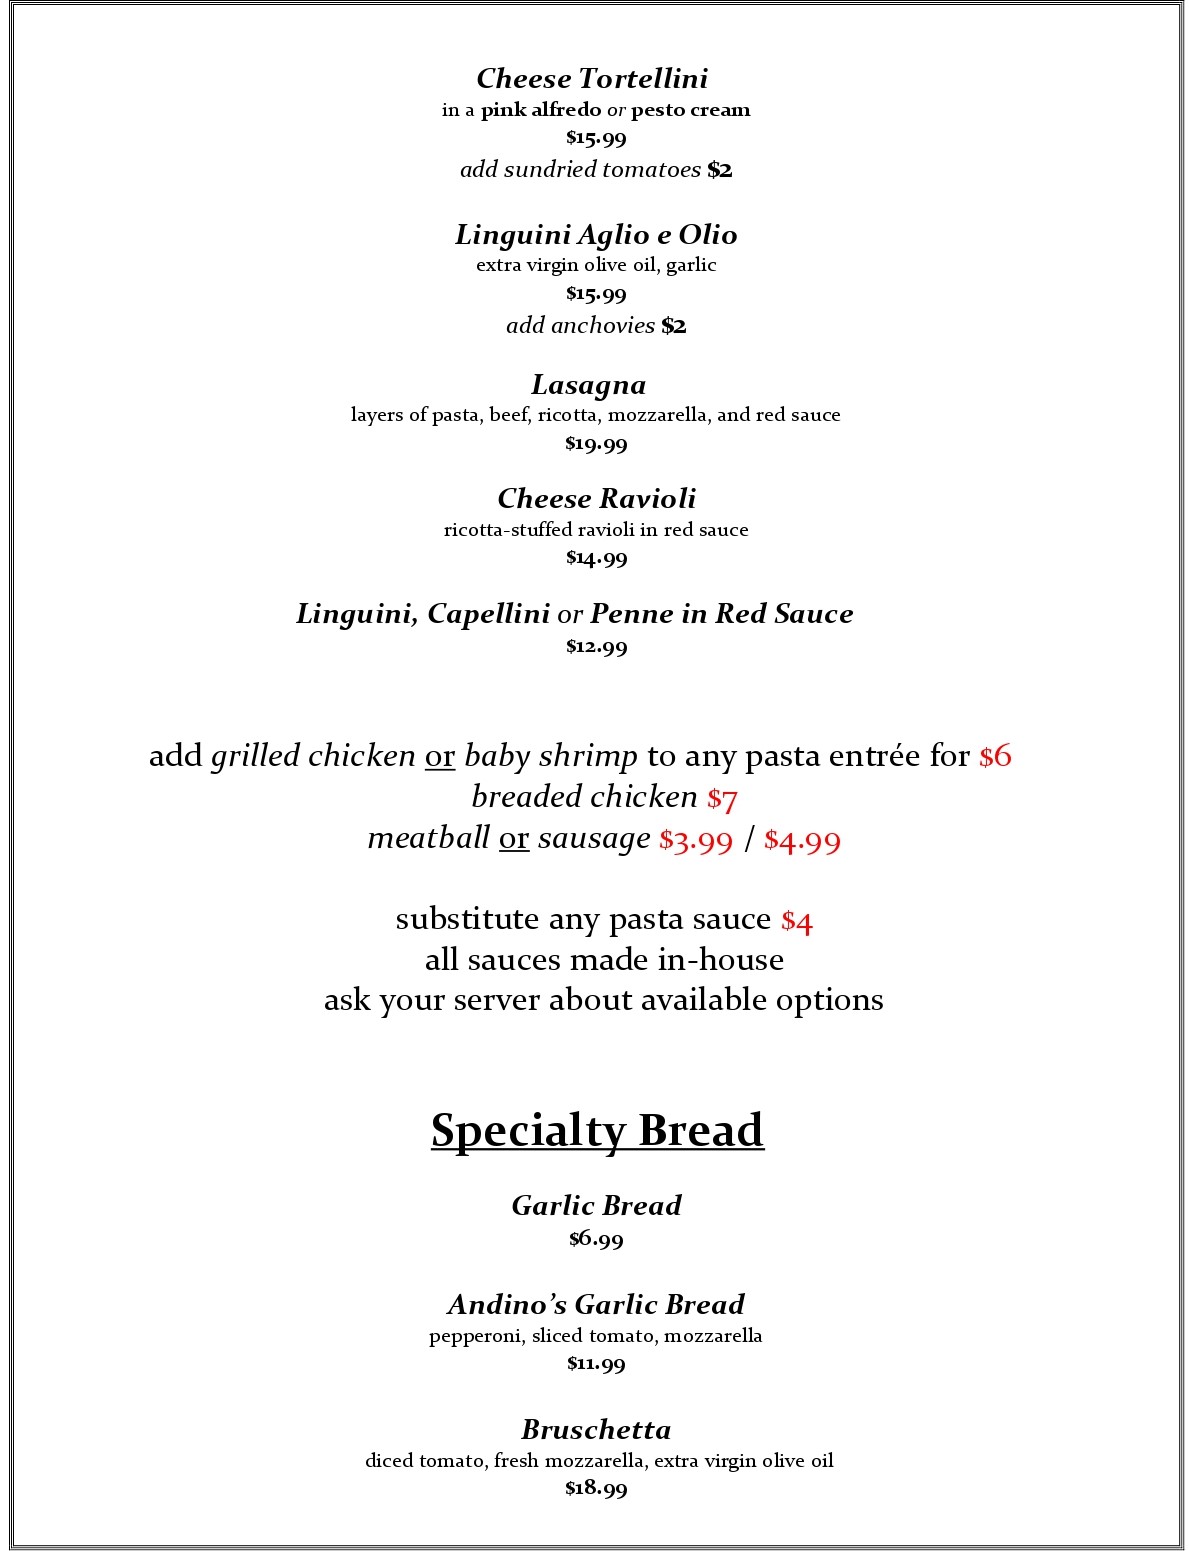 Cheese Tortellini
in a pink alfredo or pesto cream
$15.99
add sundried tomatoes $2
Linguini Aglio e Olio
extra virgin olive oil, garlic
$15.99
add anchovies $2
Lasagna
layers of pasta, beef, ricotta, mozzarella, and red sauce
$19.99
Cheese Ravioli
ricotta-stuffed ravioli in red sauce
$14.99
Linguini, Capellini or Penne in Red Sauce
$12.99
add grilled chicken or baby shrimp to any pasta entrée for $6
breaded chicken $7
meatball or sausage $3.99 / $4.99
substitute any pasta sauce $4
all sauces made in-house
ask your server about available options
Specialty Bread
Garlic Bread
$6.99
Andino’s Garlic Bread
pepperoni, sliced tomato, mozzarella
$11.99
Bruschetta
diced tomato, fresh mozzarella, extra virgin olive oil
$18.99